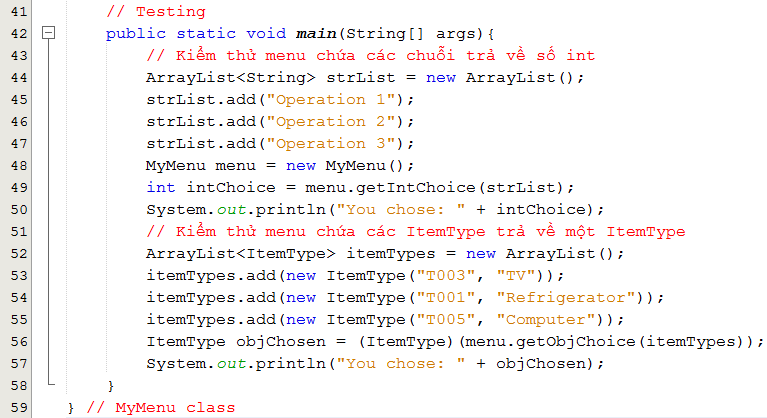 41 // Testing
42 public static void main(String[] args){
43 // Kiểm thử menu chứa các chuỗi trả về số int
44 ArrayList<String> strList = new ArrayList();
45 strList.add("Operation 1");
46 strList.add("Operation 2");
47 strList.add("Operation 3");
48 MyMenu menu = new MyMenu();
49 int intChoice = menu.getIntChoice(strList);
50 System.out.println("You chose: " + intChoice);
51 // Kiểm thử menu chứa các ItemType trả về một ItemType
52 ArrayList<ItemType> itemTypes = new ArrayList();
53 itemTypes.add(new ItemType("T003", "TV"));
54 itemTypes.add(new ItemType("T001", "Refrigerator"));
55 itemTypes.add(new ItemType("T005", "Computer"));
56 ItemType objChosen = (ItemType)(menu.getObjChoice(itemTypes));
57 System.out.println("You chose: " + objChosen);
58 }
59 } // MyMenu class